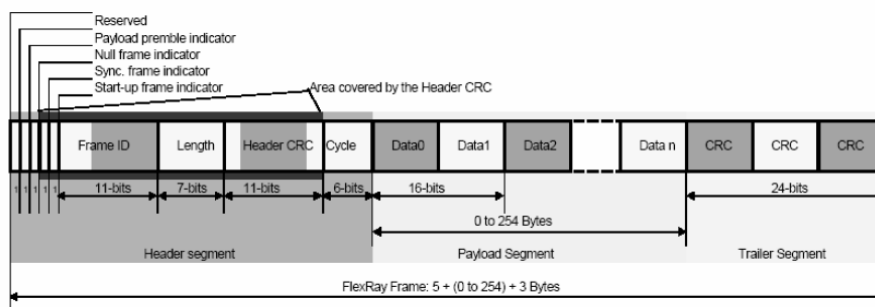 Reserved
Payload premble indicator
Null frame indicator
Sync. frame indicator
Start-up frame indicator
Area covered by the Header CRC
Frame ID Length Header CRC Cycle Data0 Data1 Data2 Data n CRC CRC CRC
1 1 1 1 1 11-bits 7-bits 11-bits 6-bits 16-bits 24-bits
0 to 254 Bytes
Header segment Payload Segment Trailer Segment
FlexRay Frame: 5 + (0 to 254) + 3 Bytes